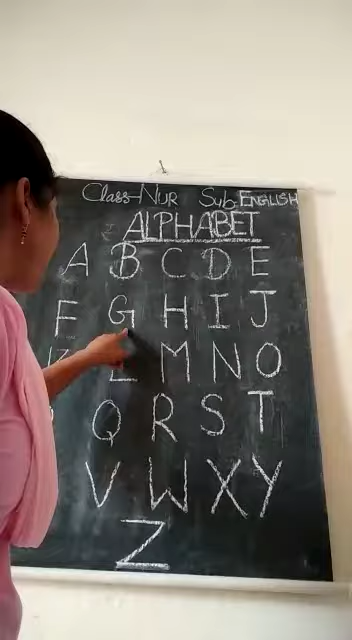 Class-NUR Sub-ENGLISH
ALPHABET
A B C D E
F G H I J
K L M N O
Q R S T
V W X Y
Z